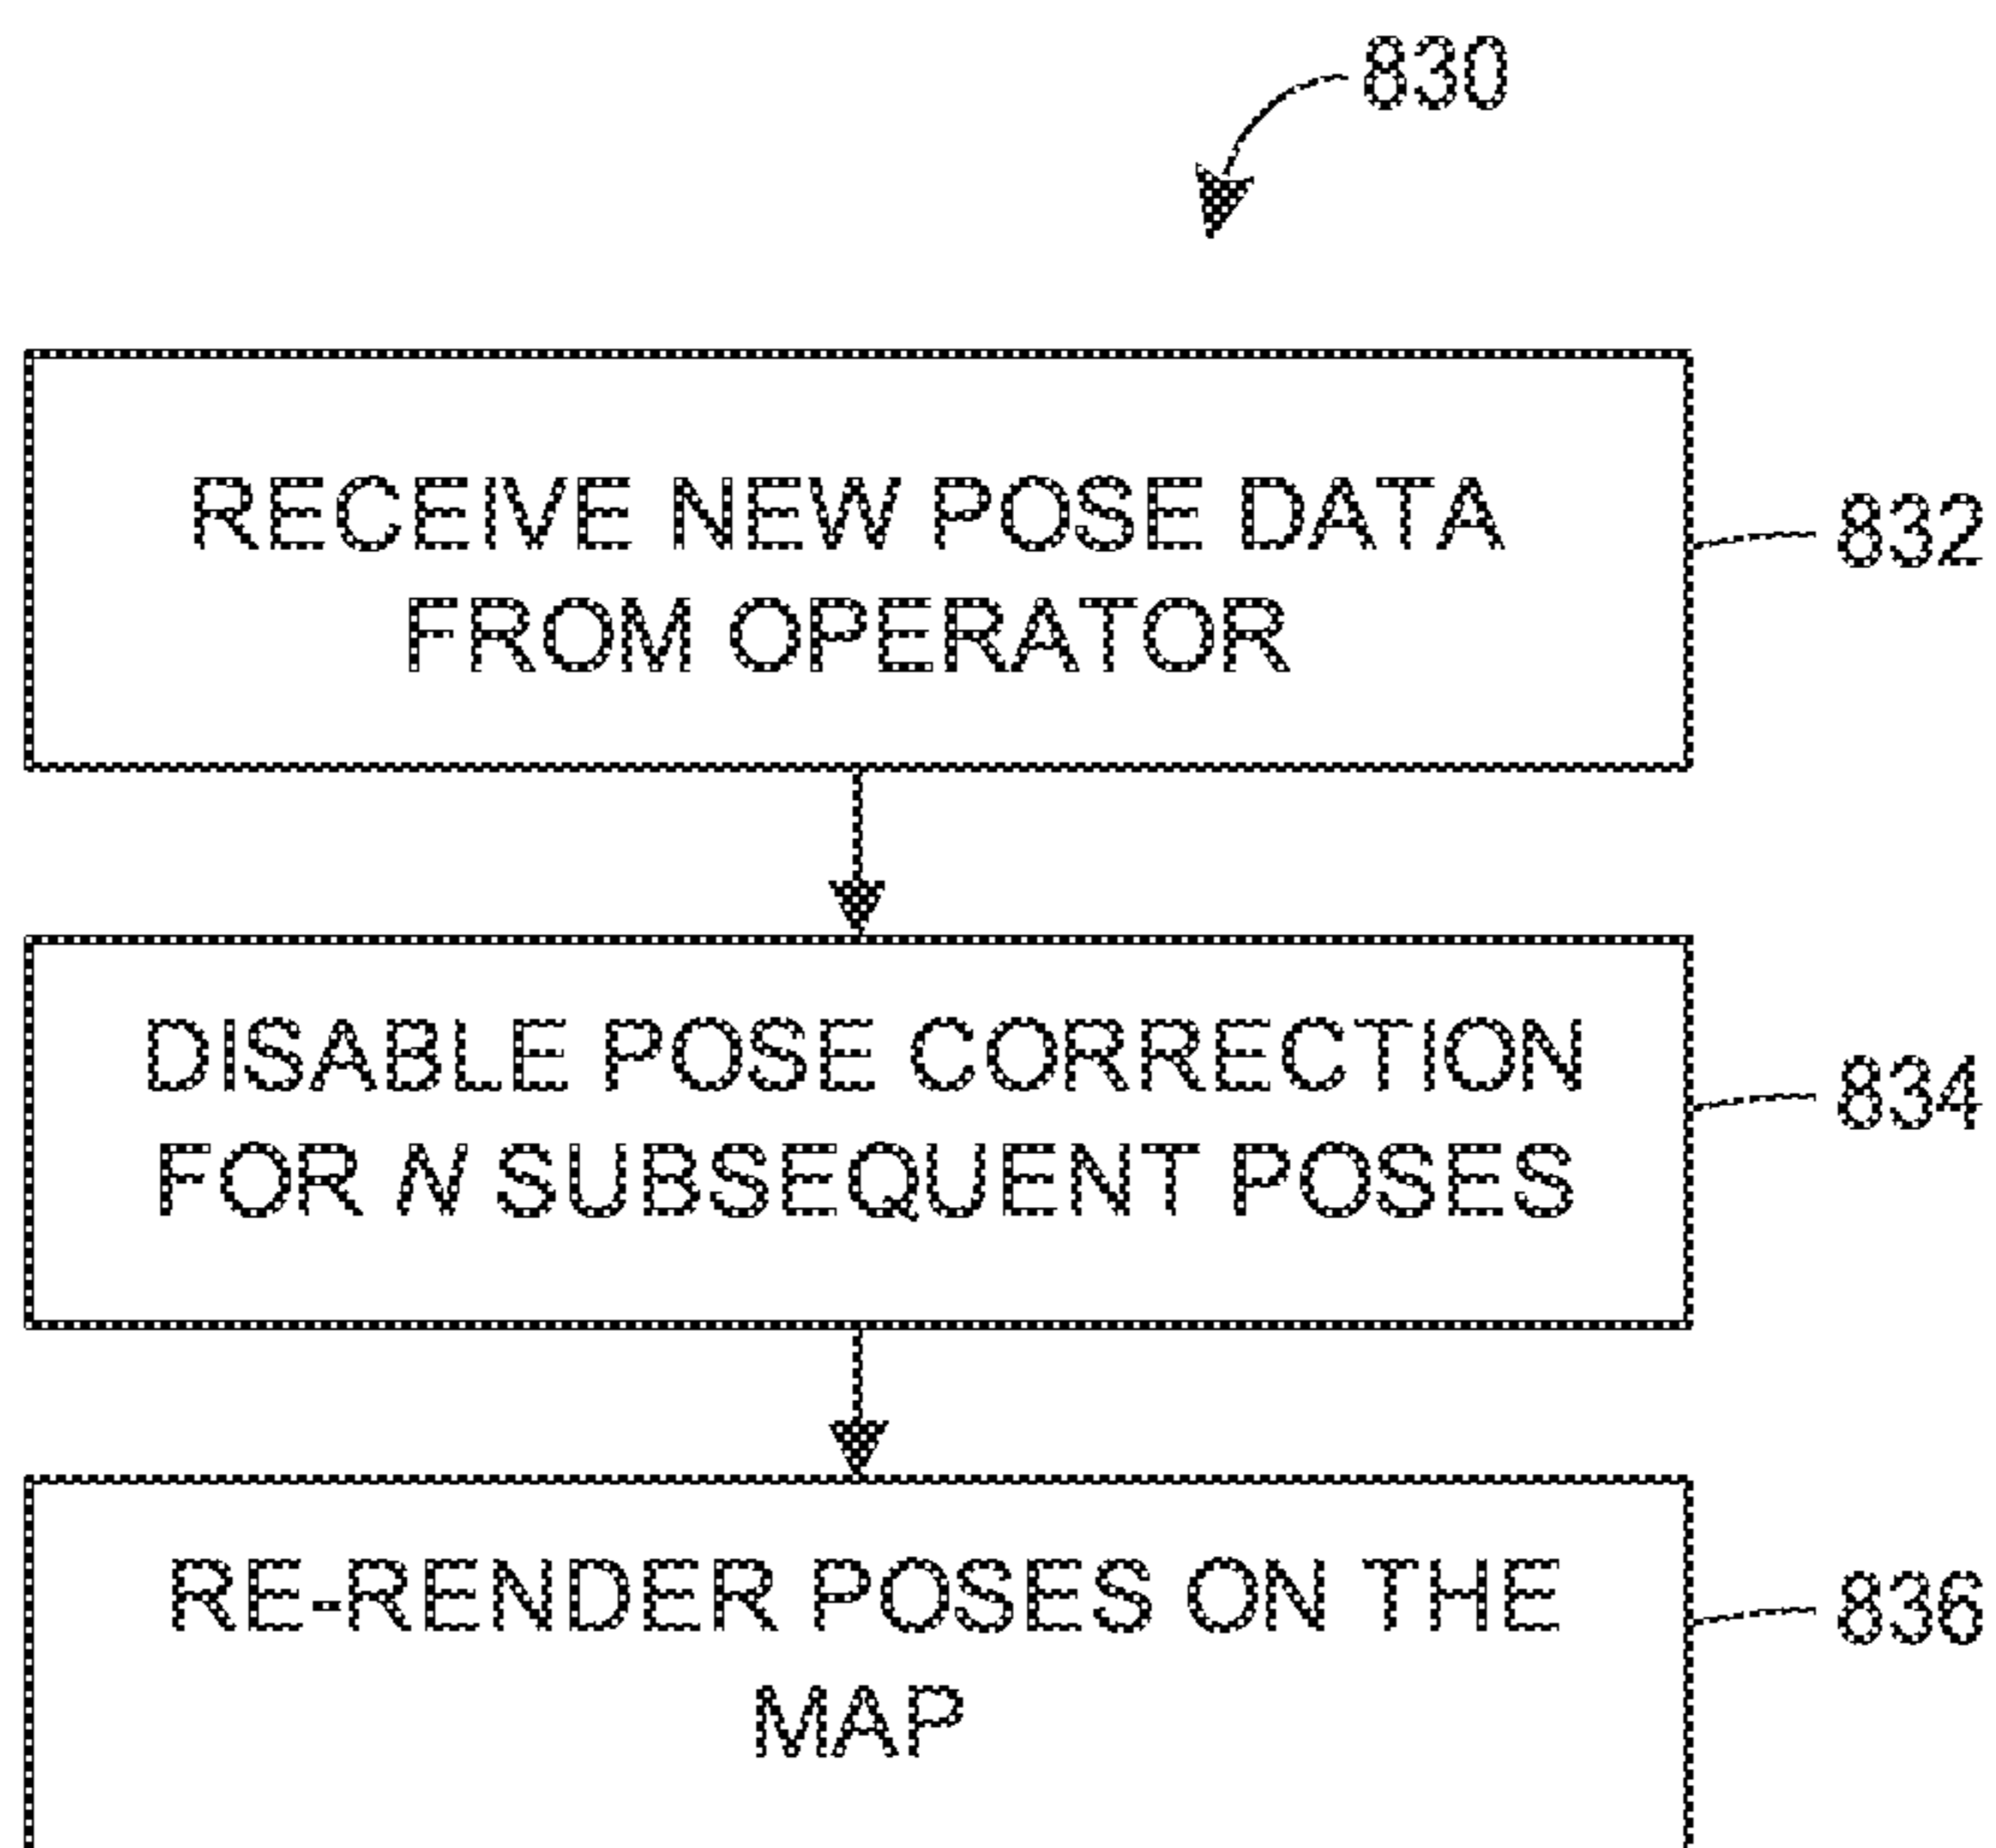 830
RECEIVE NEW POSE DATA
FROM OPERATOR
832
DISABLE POSE CORRECTION
FOR N SUBSEQUENT POSES
834
RE-RENDER POSES ON THE
MAP
836